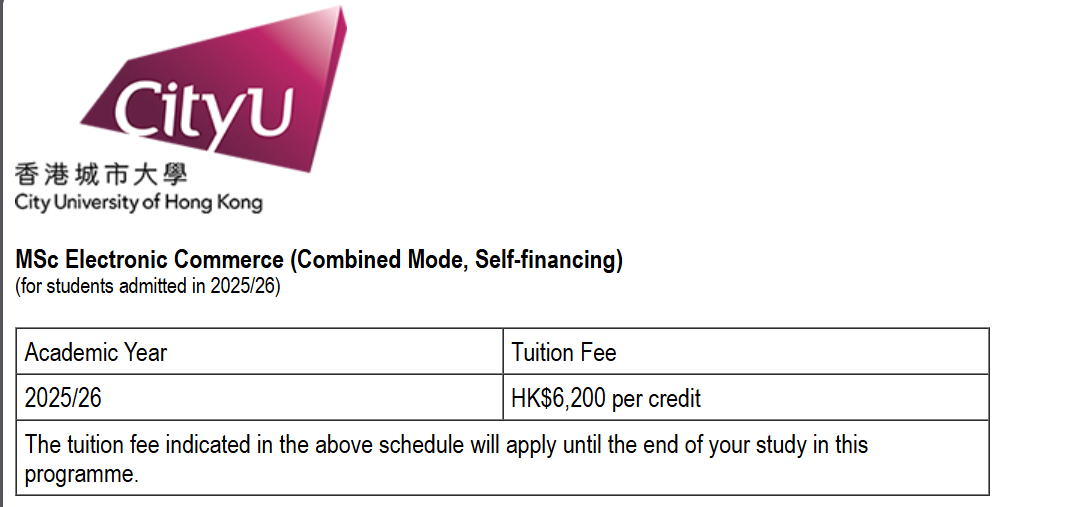 CityU
香港城市大學
City University of Hong Kong
MSc Electronic Commerce (Combined Mode, Self-financing)
(for students admitted in 2025/26)
Academic Year
Tuition Fee
2025/26
HK$6,200 per credit
The tuition fee indicated in the above schedule will apply until the end of your study in this
programme.